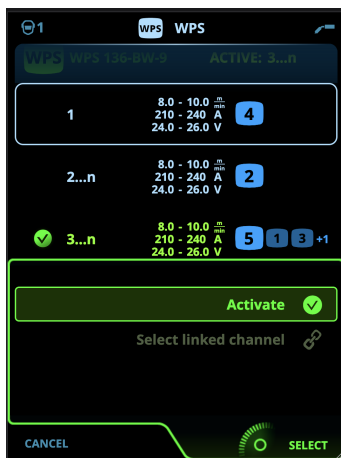 1 WPS WPS
WPS WPS 136-BW-9 ACTIVE: 3...n
1
8.0 - 10.0 m/min
210 - 240 A
24.0 - 26.0 V
4
2...n
8.0 - 10.0 m/min
210 - 240 A
24.0 - 26.0 V
2
3...n
8.0 - 10.0 m/min
210 - 240 A
24.0 - 26.0 V
5 1 3 +1
Activate
Select linked channel
CANCEL SELECT